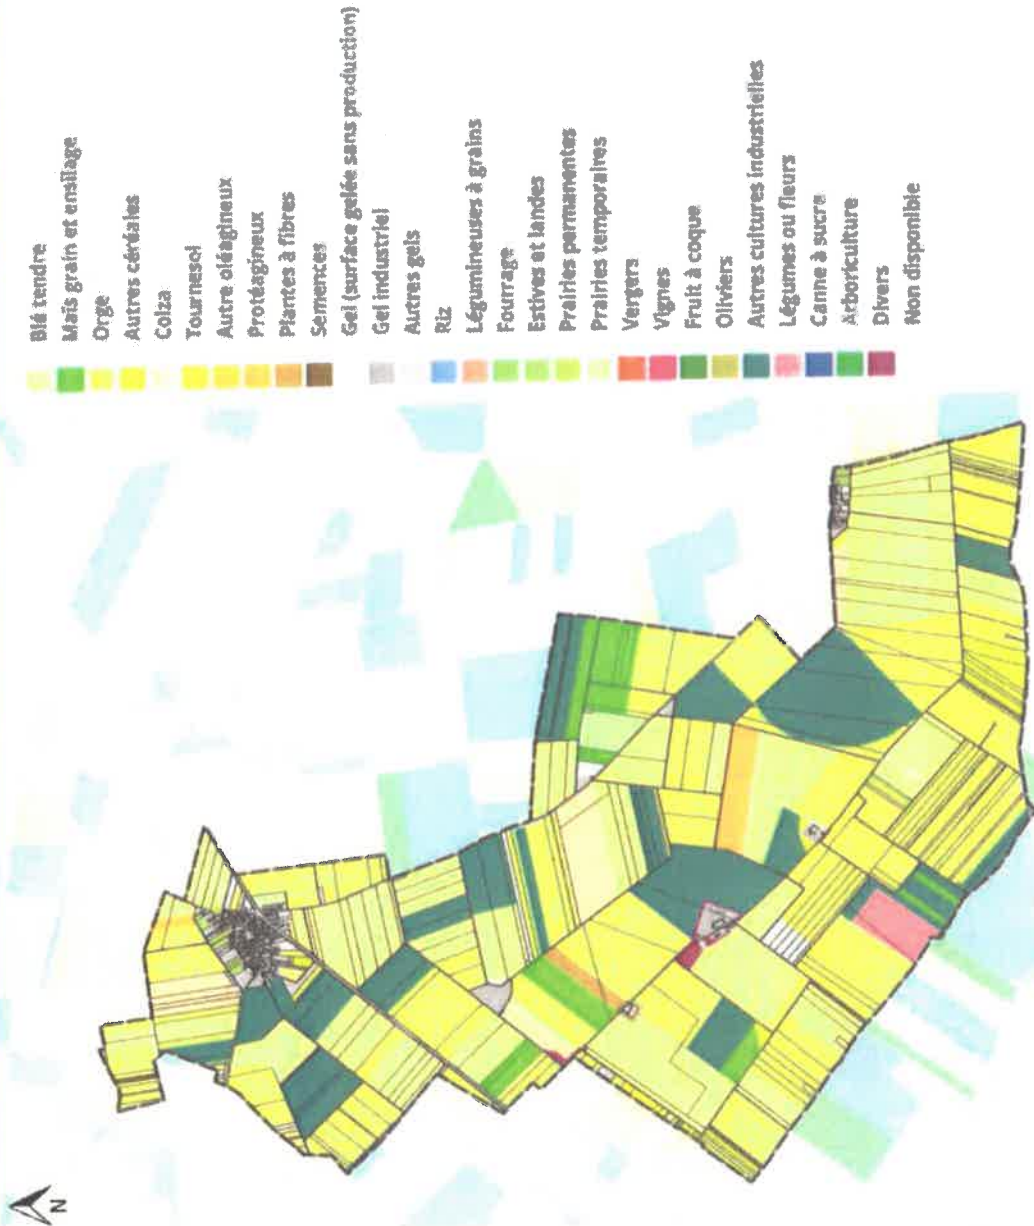 Blé tendre
Maïs grain et ensilage
Orge
Autres céréales
Colza
Tournesol
Autre oléagineux
Protéagineux
Plantes à fibres
Semences
Gel (surface gelée sans production)
Gel industriel
Autres gels
Riz
Légumineuses à grains
Fourrage
Estives et landes
Prairies permanentes
Prairies temporaires
Vergers
Vignes
Fruit à coque
Oliviers
Autres cultures industrielles
Légumes ou fleurs
Canne à sucre
Arboriculture
Divers
Non disponible
N